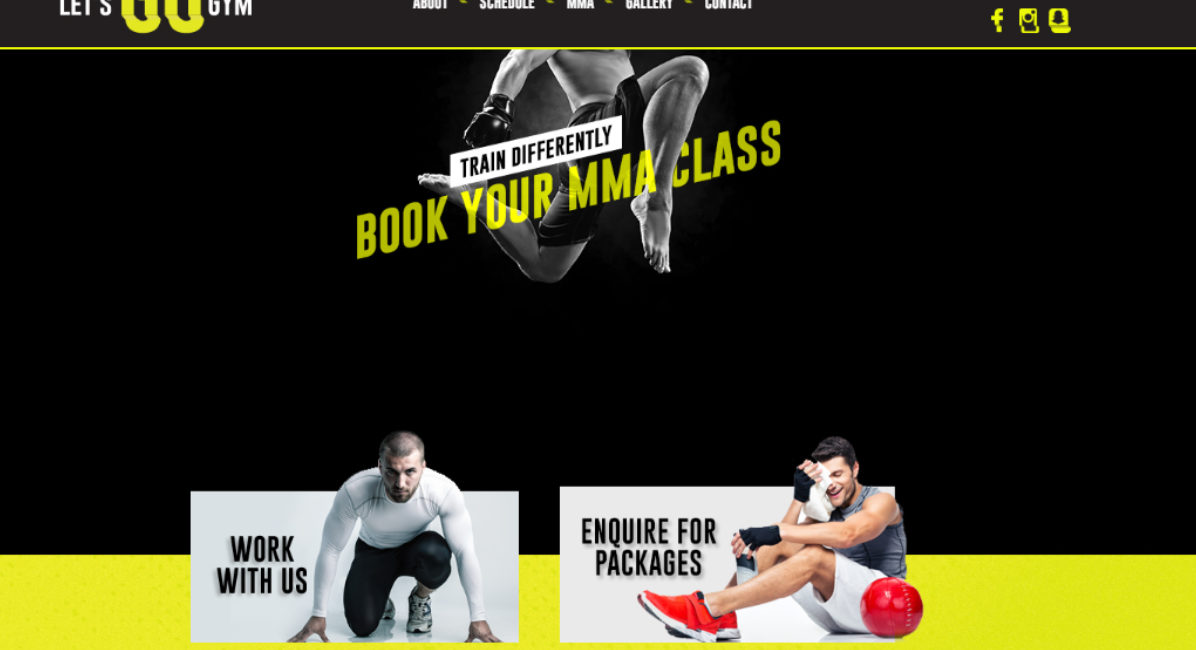 LET'S GO GYM
ABOUT SCHEDULE MMA GALLERY CONTACT
TRAIN DIFFERENTLY
BOOK YOUR MMA CLASS
WORK
WITH US
ENQUIRE FOR
PACKAGES